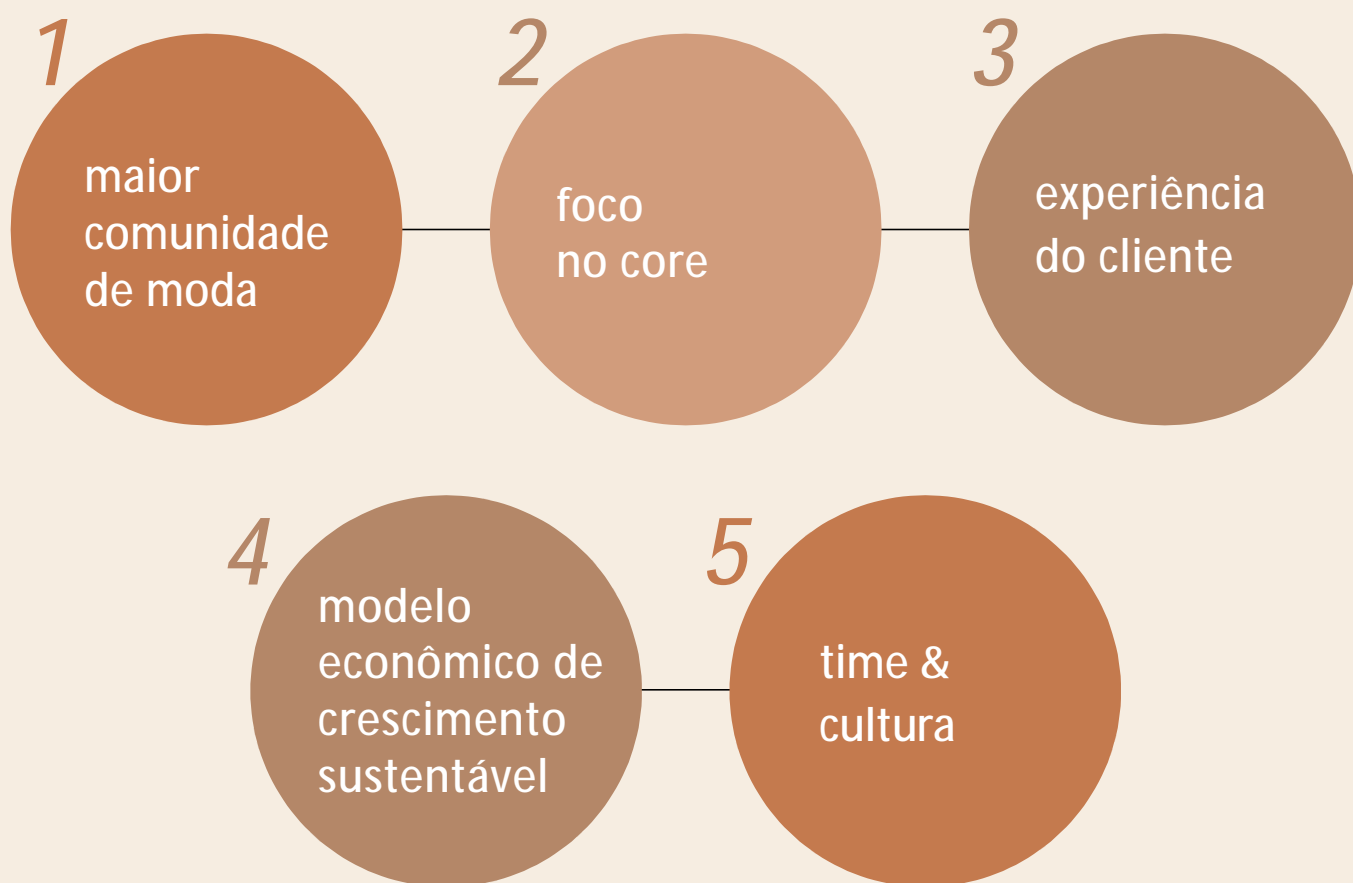 1
maior
comunidade
de moda
2
foco
no core
3
experiência
do cliente
4
modelo
econômico de
crescimento
sustentável
5
time &
cultura